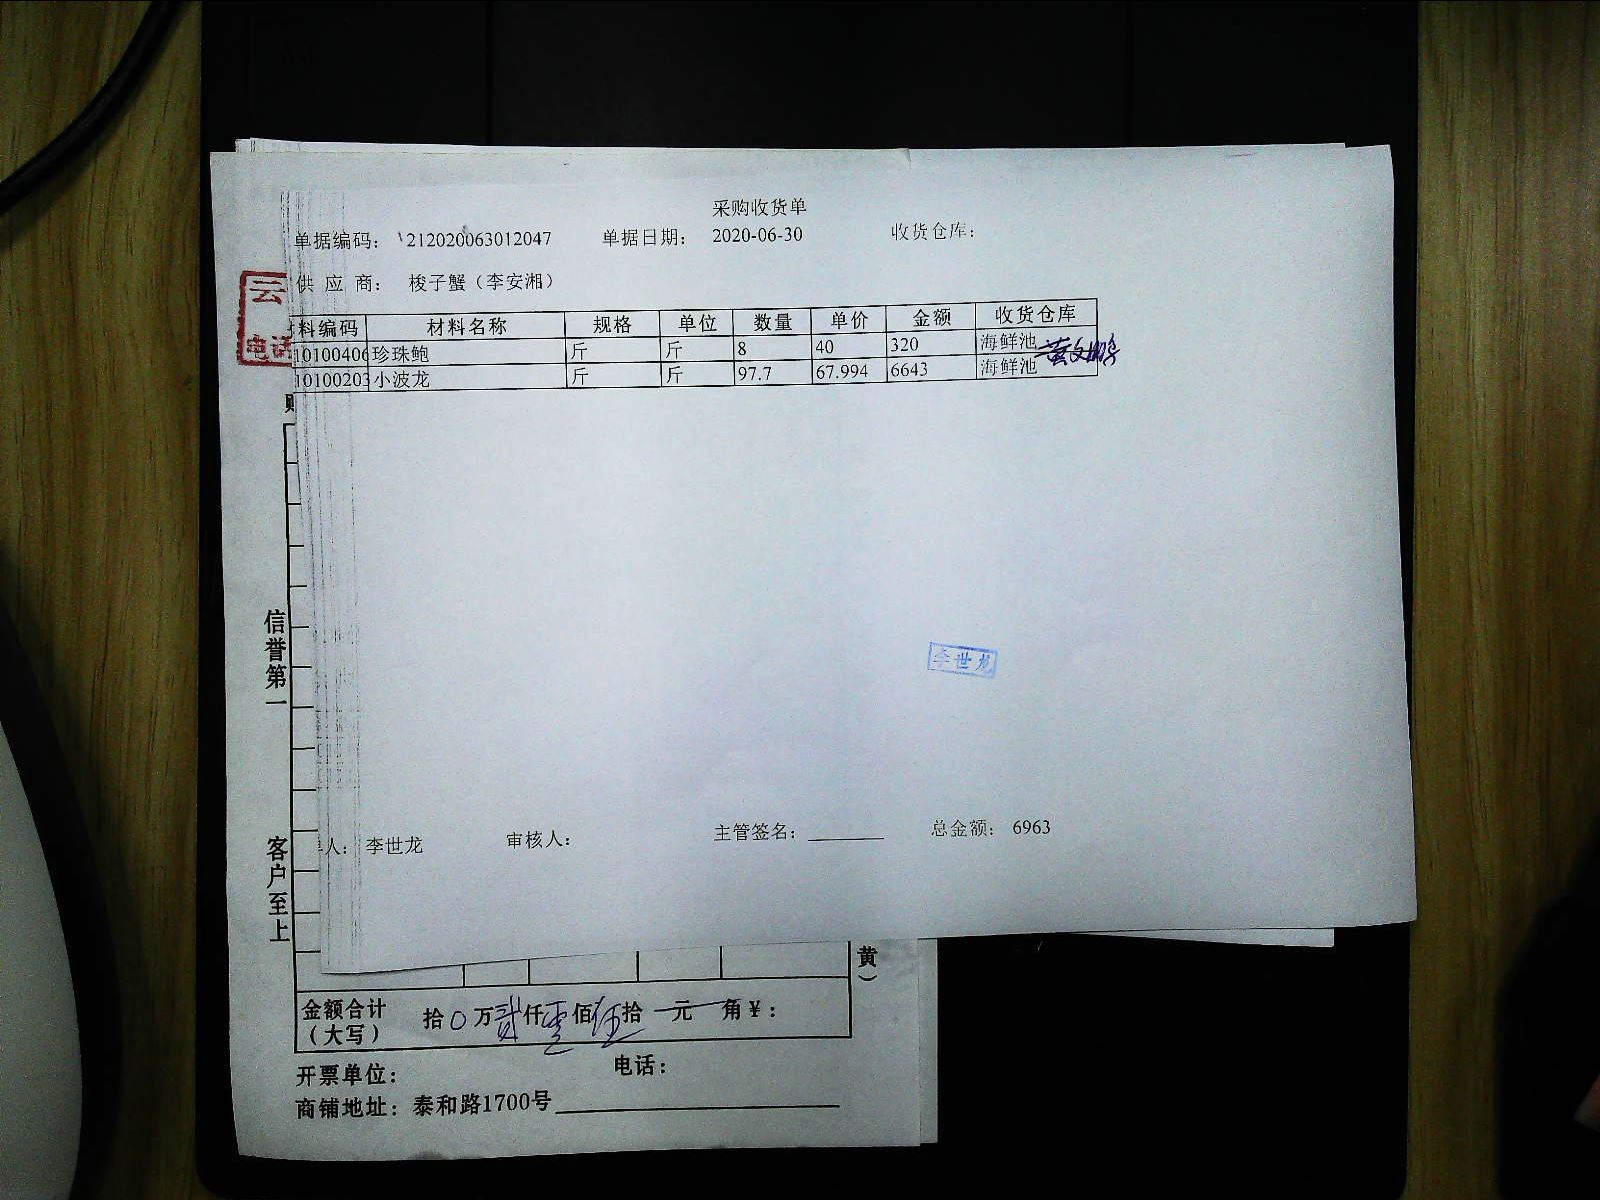 采购收货单
单据编码： 212020063012047 单据日期： 2020-06-30 收货仓库：
供 应 商： 梭子蟹（李安湘）
料编码 材料名称 规格 单位 数量 单价 金额 收货仓库
10100406 珍珠鲍 斤 斤 8 40 320 海鲜池
10100203 小波龙 斤 斤 97.7 67.994 6643 海鲜池
李世龙
人： 李世龙 审核人： 主管签名： 总金额： 6963
云
电话
信誉第一
客户至上
黄）
金额合计
（大写） 拾 0 万 贰 仟 壹 佰 伍 拾 元 角 ¥：
开票单位： 电话：
商铺地址： 泰和路1700号